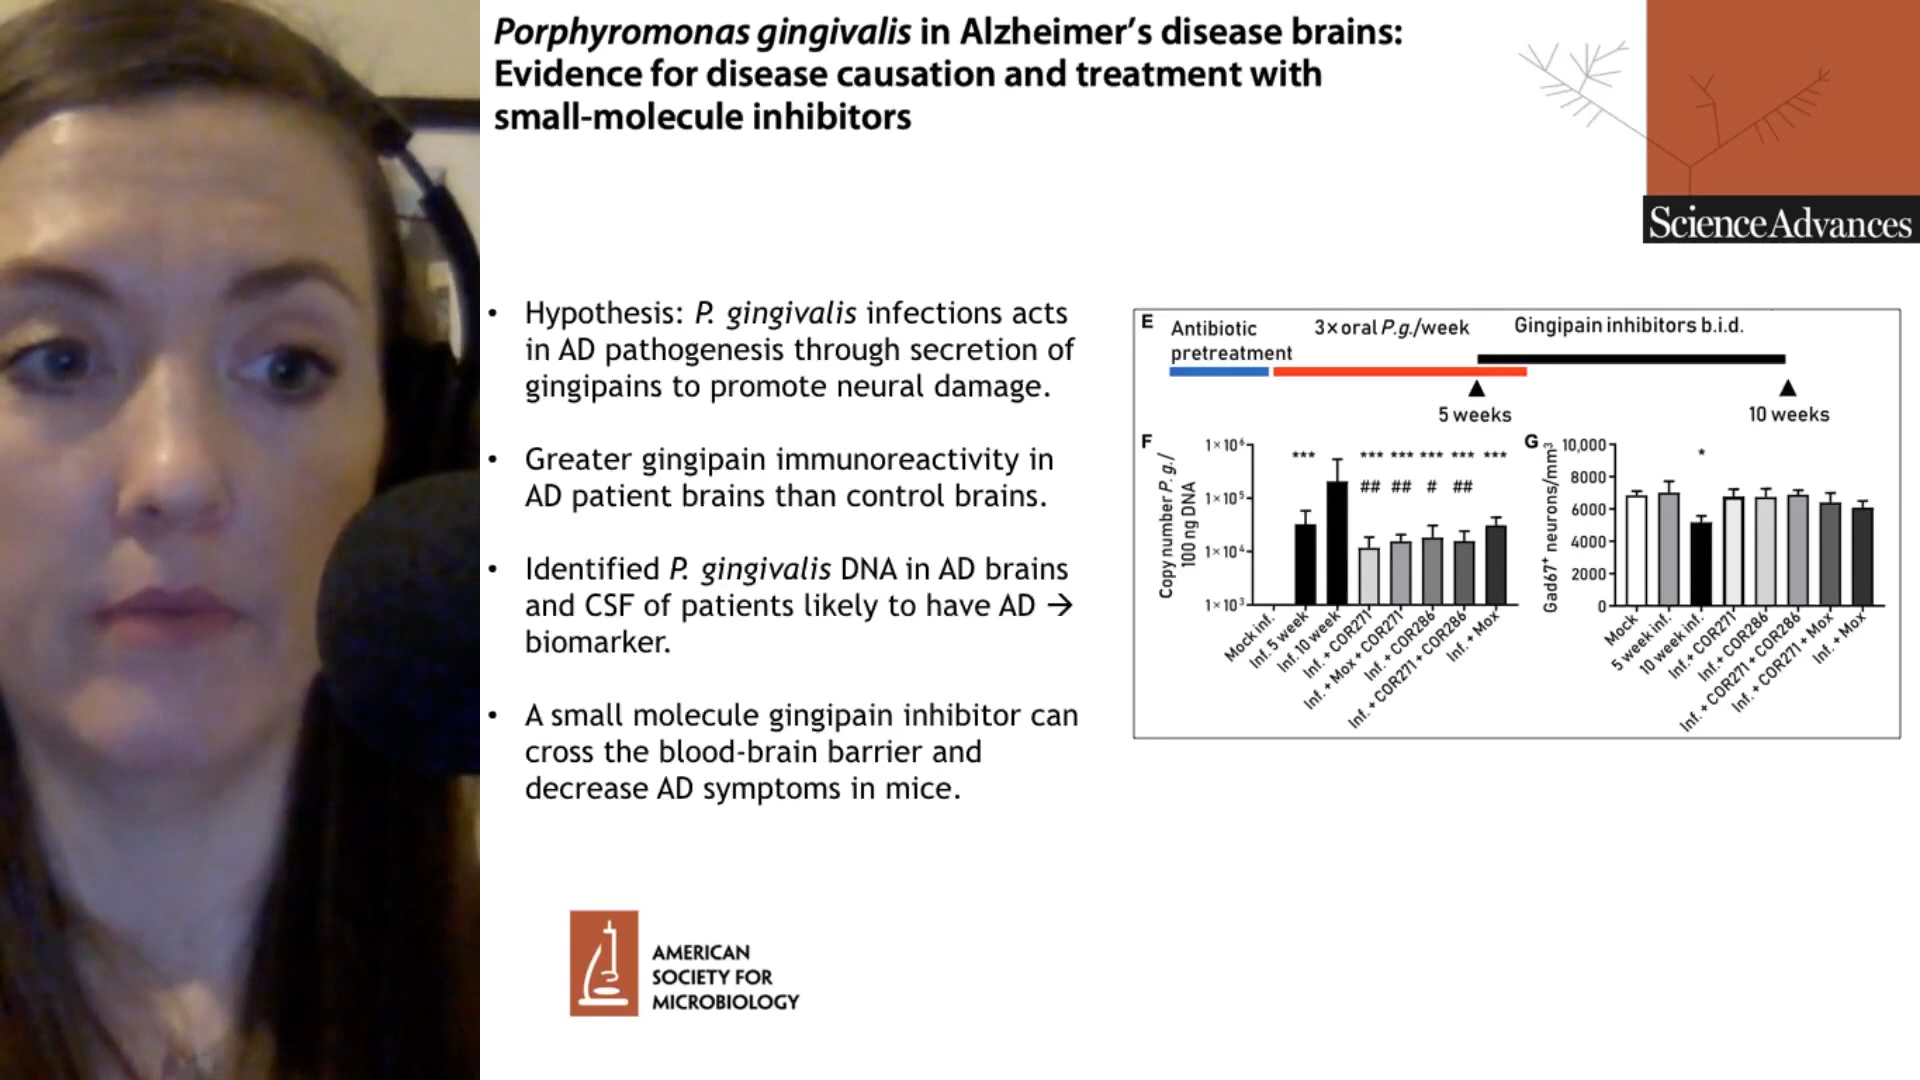 Porphyromonas gingivalis in Alzheimer's disease brains:
Evidence for disease causation and treatment with
small-molecule inhibitors
ScienceAdvances
• Hypothesis: P. gingivalis infections acts
in AD pathogenesis through secretion of
gingipains to promote neural damage.
• Greater gingipain immunoreactivity in
AD patient brains than control brains.
• Identified P. gingivalis DNA in AD brains
and CSF of patients likely to have AD →
biomarker.
• A small molecule gingipain inhibitor can
cross the blood-brain barrier and
decrease AD symptoms in mice.
E
Antibiotic
pretreatment
3× oral P.g./week
Gingipain inhibitors b.i.d.
5 weeks
10 weeks
F
Copy number P.g./
100 ng DNA
1×10⁶
1×10⁵
1×10⁴
1×10³
*** *** *** *** *** ***
## ## # ##
Mock inf.
Inf. 5 week
Inf. 10 week
Inf. + COR271
Inf. + Mox + COR271
Inf. + COR286
Inf. + COR271 + COR286
Inf. + Mox
G
Gad67⁺ neurons/mm³
10,000
8000
6000
4000
2000
0
*
Mock
5 week inf.
10 week inf.
Inf. + COR271
Inf. + COR286
Inf. + COR271 + COR286
Inf. + COR271 + Mox
Inf. + Mox
AMERICAN
SOCIETY FOR
MICROBIOLOGY